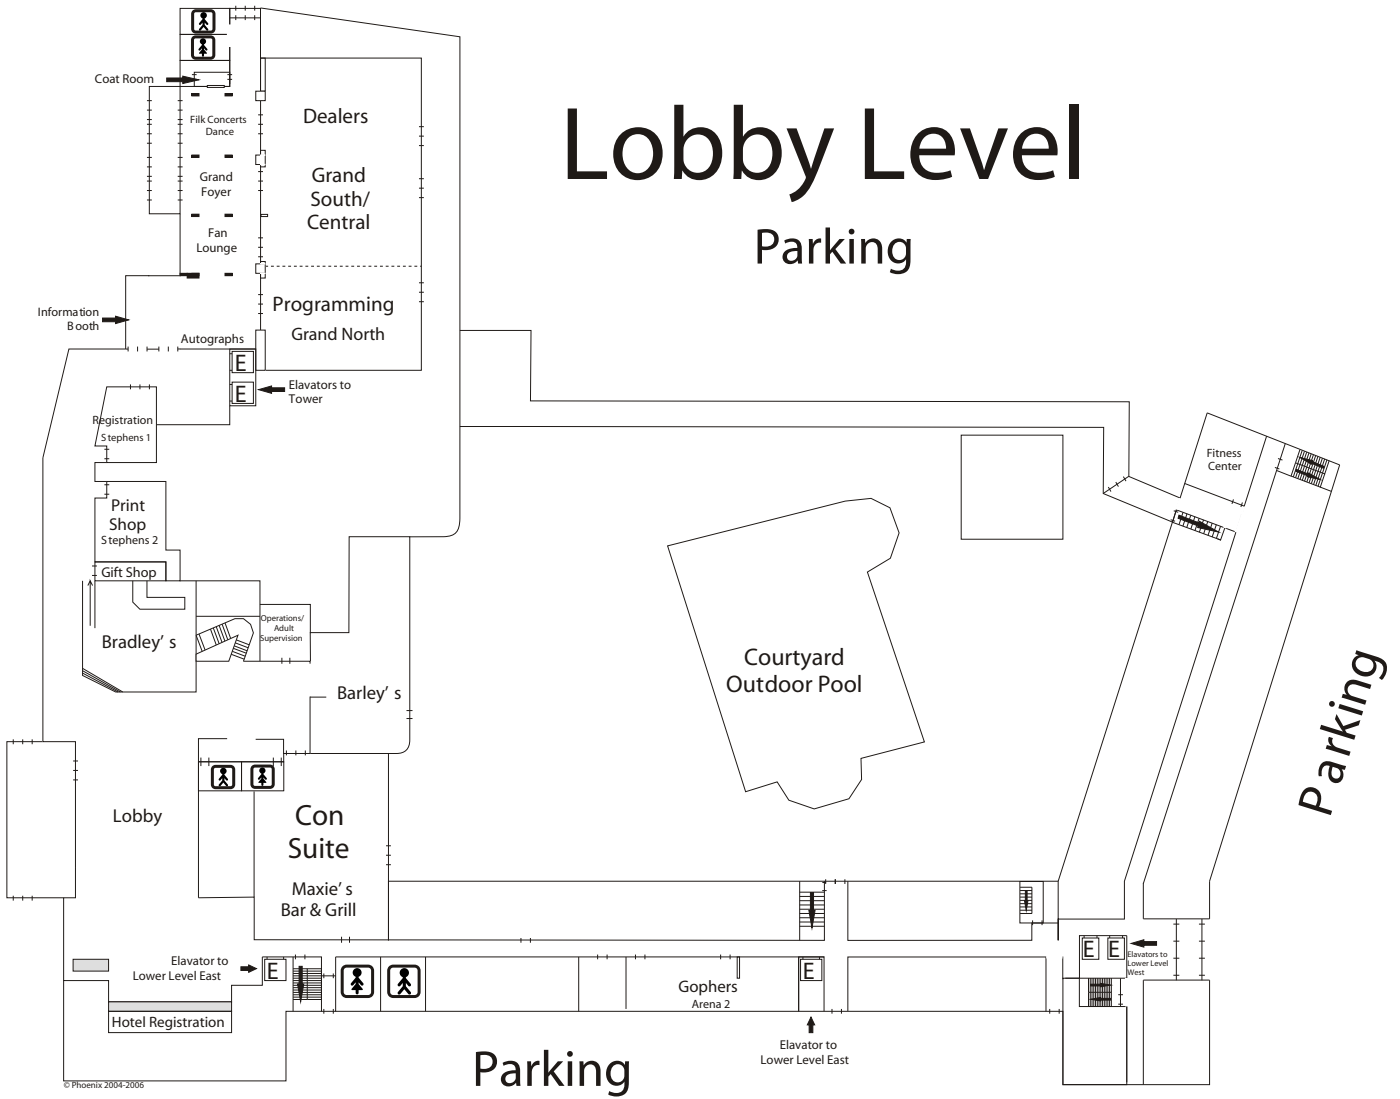 Lobby Level
Parking
Coat Room
Filk Concerts
Dance
Grand
Foyer
Fan
Lounge
Dealers
Grand
South/
Central
Programming
Grand North
Information
Booth
Autographs
E
E
Elavators to
Tower
Registration
Stephens 1
Print
Shop
Stephens 2
Gift Shop
Bradley's
Operations/
Adult
Supervision
Barley's
Fitness
Center
Courtyard
Outdoor Pool
Parking
Lobby
Con
Suite
Maxie's
Bar & Grill
Elavator to
Lower Level East
E
Hotel Registration
Gophers
Arena 2
E
Elavator to
Lower Level East
E E
Elavators to
Lower Level
West
Parking
© Phoenix 2004-2006